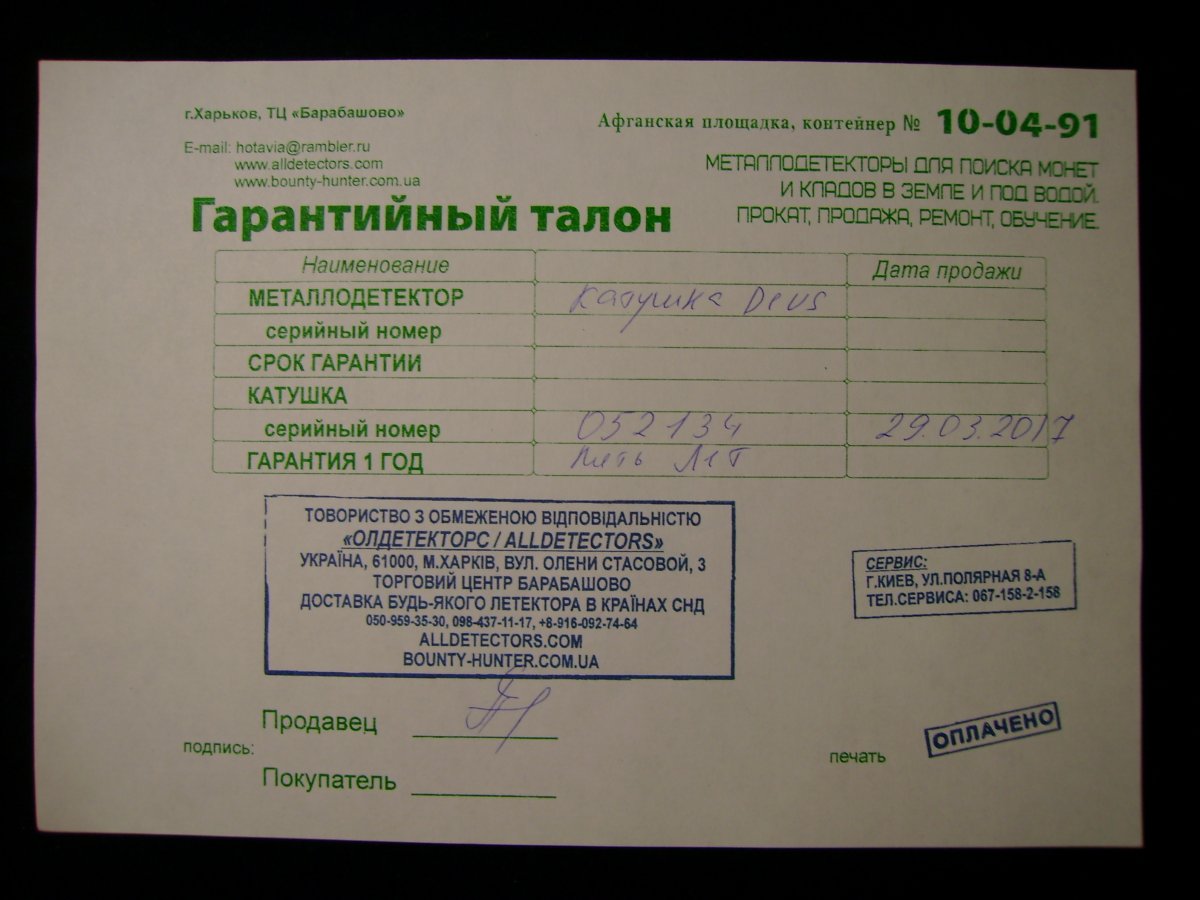 г.Харьков, ТЦ «Барабашово»
Афганская площадка, контейнер № 10-04-91
E-mail: hotavia@rambler.ru
www.alldetectors.com
www.bounty-hunter.com.ua
МЕТАЛЛОДЕТЕКТОРЫ ДЛЯ ПОИСКА МОНЕТ
И КЛАДОВ В ЗЕМЛЕ И ПОД ВОДОЙ.
ПРОКАТ, ПРОДАЖА, РЕМОНТ, ОБУЧЕНИЕ.
Гарантийный талон
Наименование Дата продажи
МЕТАЛЛОДЕТЕКТОР Катушка Deus
серийный номер
СРОК ГАРАНТИИ
КАТУШКА
серийный номер 052134 29.03.2017
ГАРАНТИЯ 1 ГОД пять лет
ТОВОРИСТВО З ОБМЕЖЕНОЮ ВІДПОВІДАЛЬНІСТЮ
«ОЛДЕТЕКТОРС / ALLDETECTORS»
УКРАЇНА, 61000, М.ХАРКІВ, ВУЛ. ОЛЕНИ СТАСОВОЙ, 3
ТОРГОВИЙ ЦЕНТР БАРАБАШОВО
ДОСТАВКА БУДЬ-ЯКОГО ЛЕТЕКТОРА В КРАЇНАХ СНД
050-959-35-30, 098-437-11-17, +8-916-092-74-64
ALLDETECTORS.COM
BOUNTY-HUNTER.COM.UA
СЕРВИС:
Г.КИЕВ, УЛ.ПОЛЯРНАЯ 8-А
ТЕЛ.СЕРВИСА: 067-158-2-158
Продавец
подпись:
Покупатель
печать
ОПЛАЧЕНО